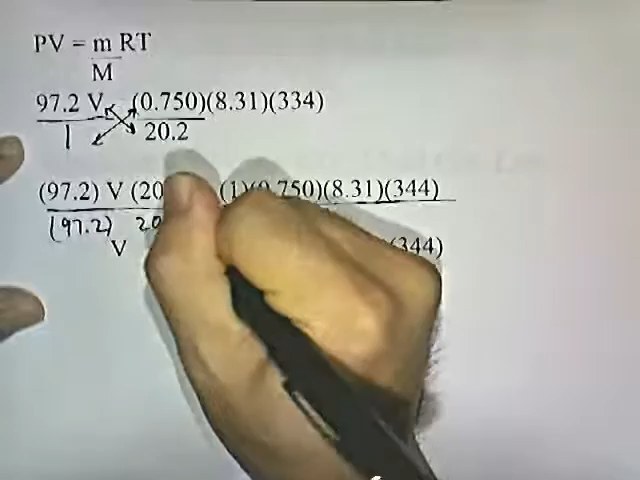 PV = m RT
M
97.2 V (0.750)(8.31)(334)
1 20.2
(97.2) V (20 (1)(0.750)(8.31)(344)
(97.2) 20
V (344)